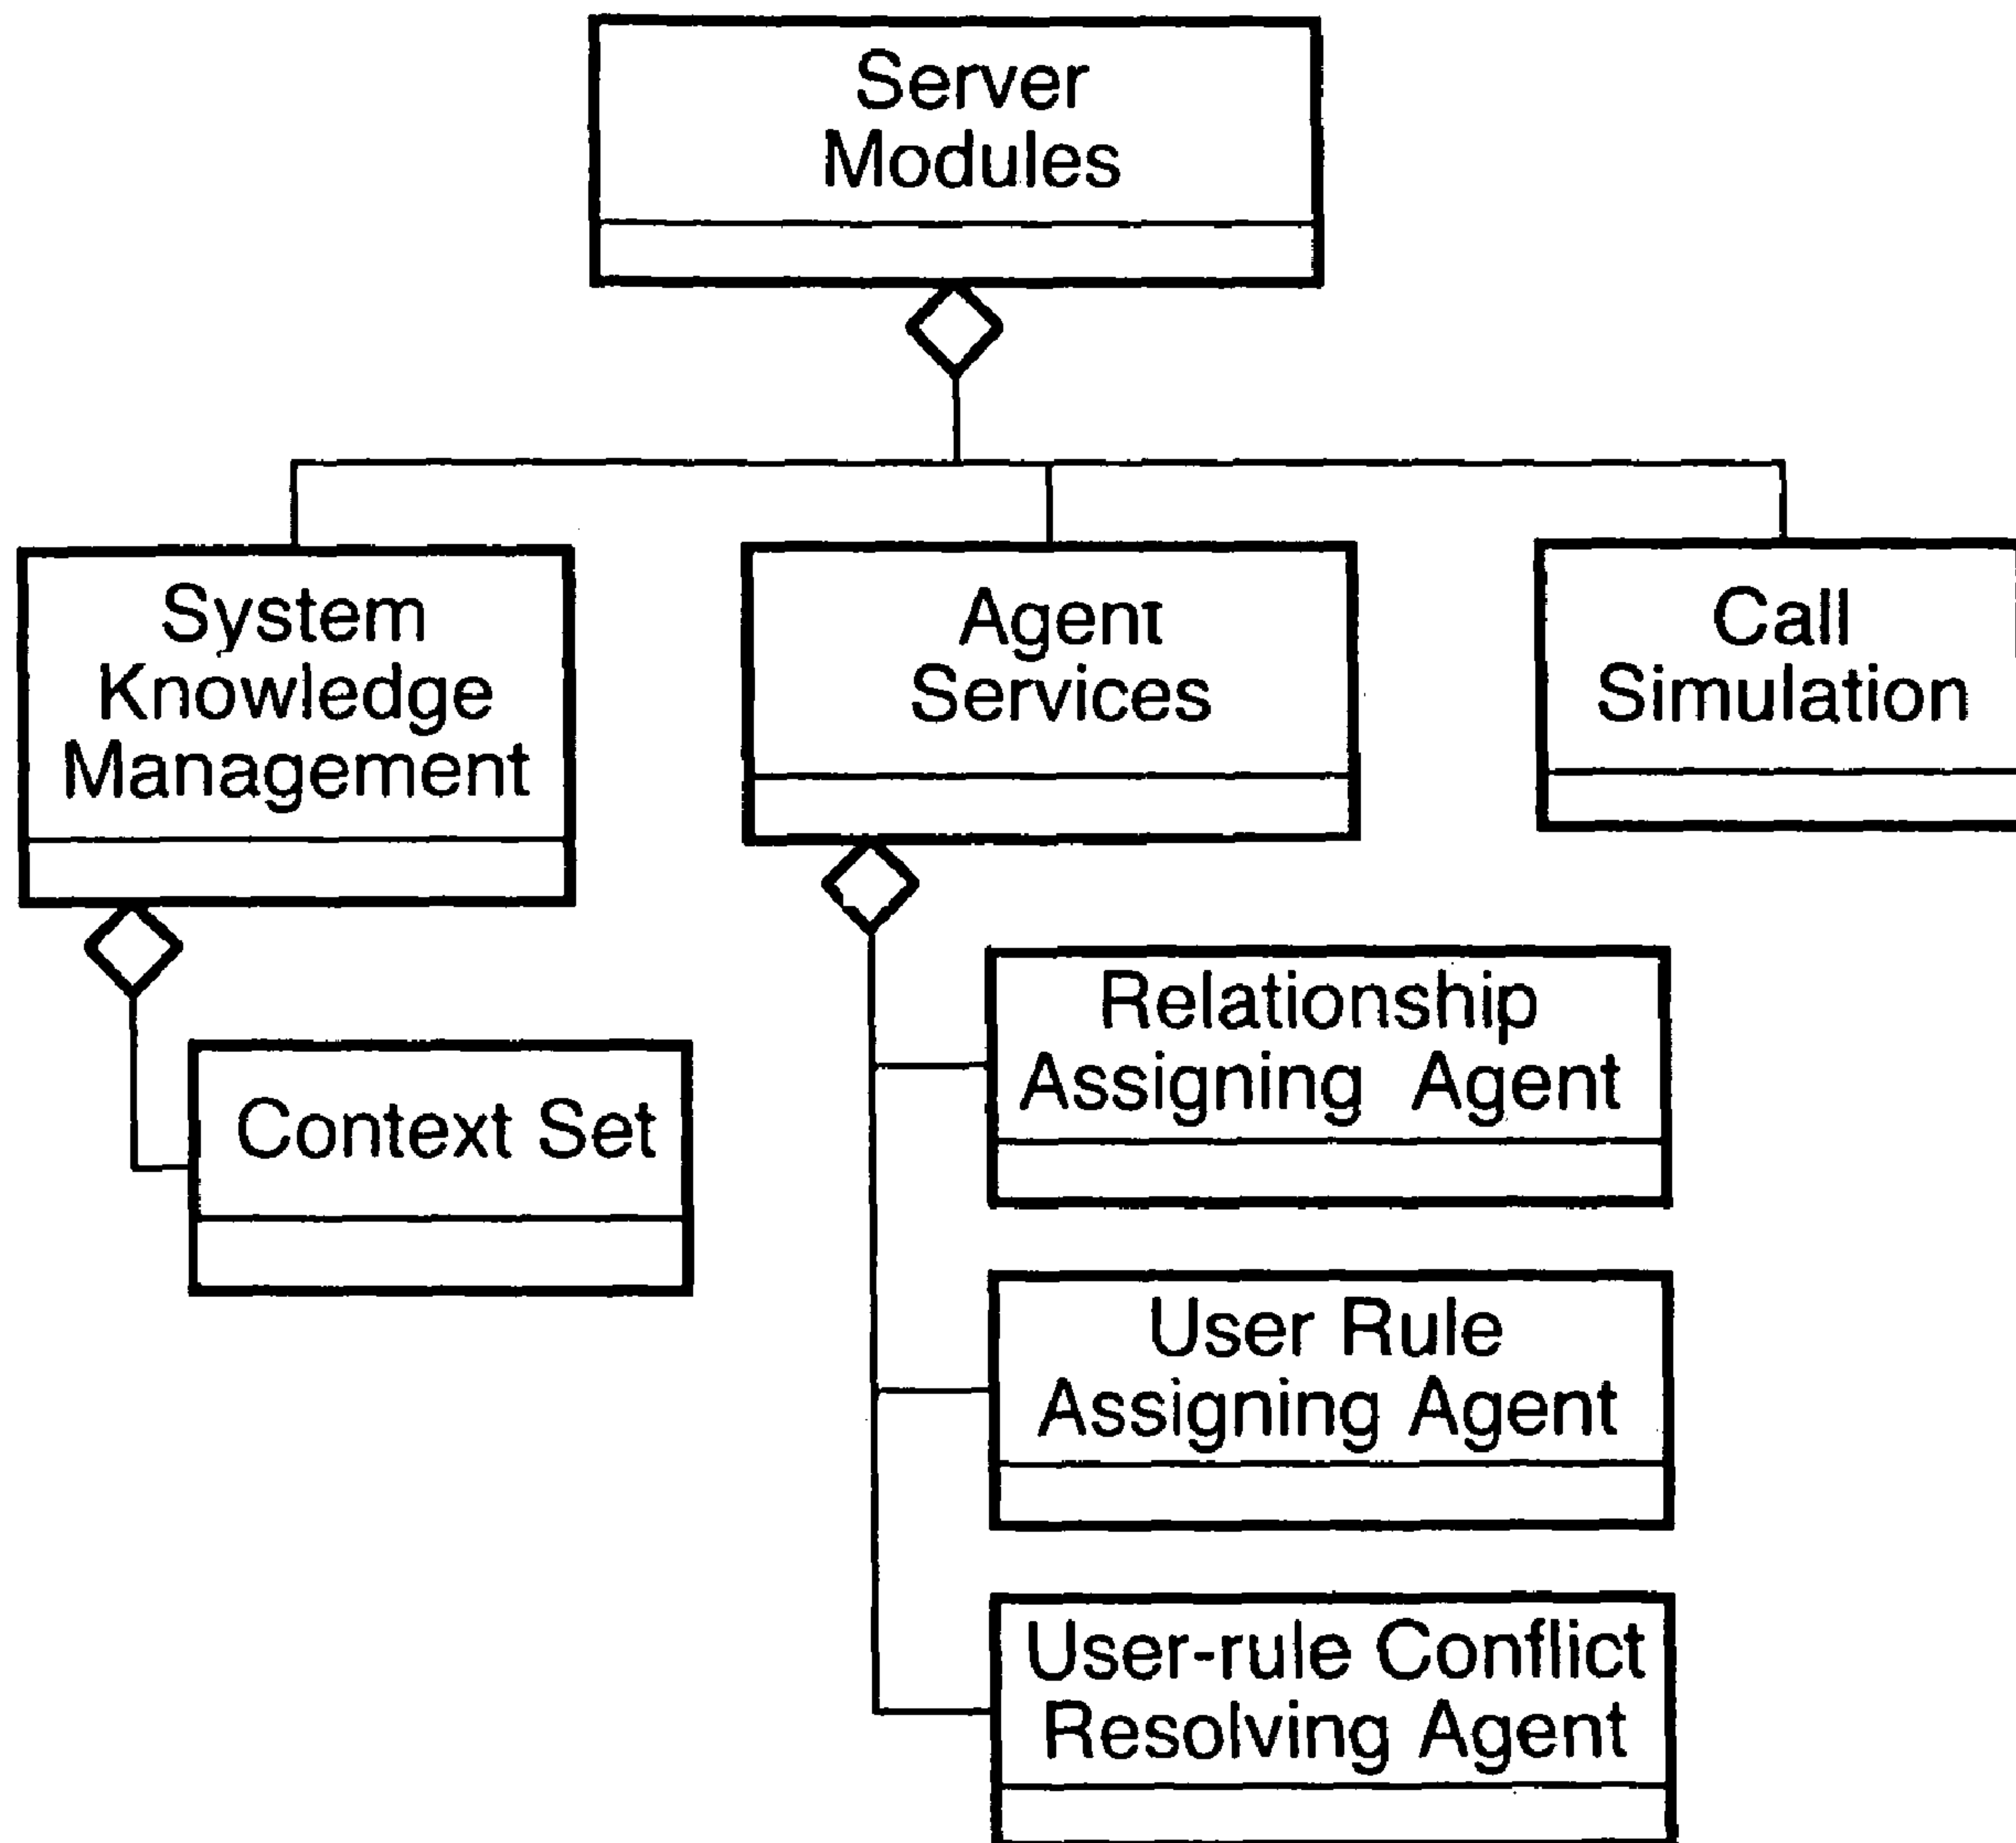 Server
Modules
System
Knowledge
Management
Agent
Services
Call
Simulation
Context Set
Relationship
Assigning Agent
User Rule
Assigning Agent
User-rule Conflict
Resolving Agent